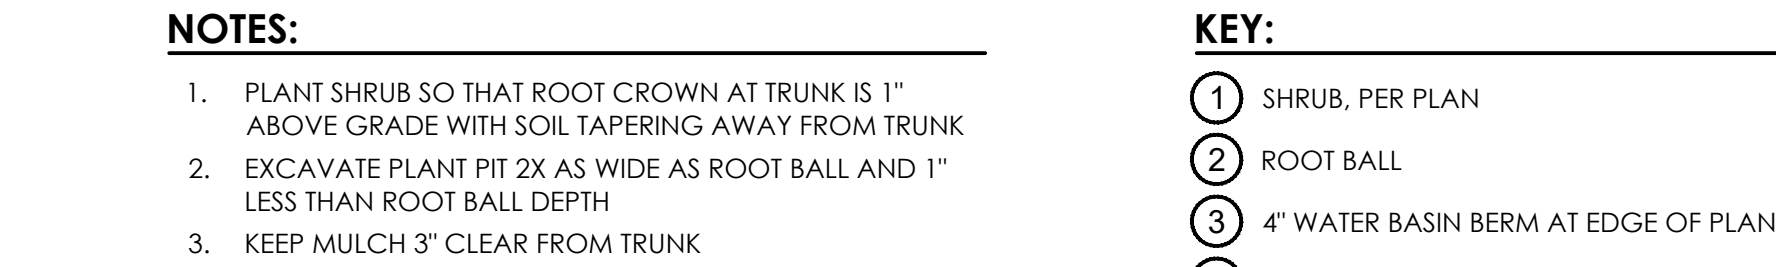 NOTES:
1. PLANT SHRUB SO THAT ROOT CROWN AT TRUNK IS 1"
ABOVE GRADE WITH SOIL TAPERING AWAY FROM TRUNK
2. EXCAVATE PLANT PIT 2X AS WIDE AS ROOT BALL AND 1"
LESS THAN ROOT BALL DEPTH
3. KEEP MULCH 3" CLEAR FROM TRUNK
KEY:
1 SHRUB, PER PLAN
2 ROOT BALL
3 4" WATER BASIN BERM AT EDGE OF PLAN